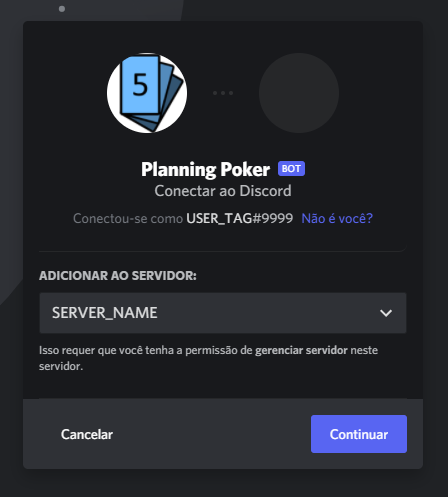 5
Planning Poker BOT
Conectar ao Discord
Conectou-se como USER_TAG#9999 Não é você?
ADICIONAR AO SERVIDOR:
SERVER_NAME
Isso requer que você tenha a permissão de gerenciar servidor neste
servidor.
Cancelar
Continuar